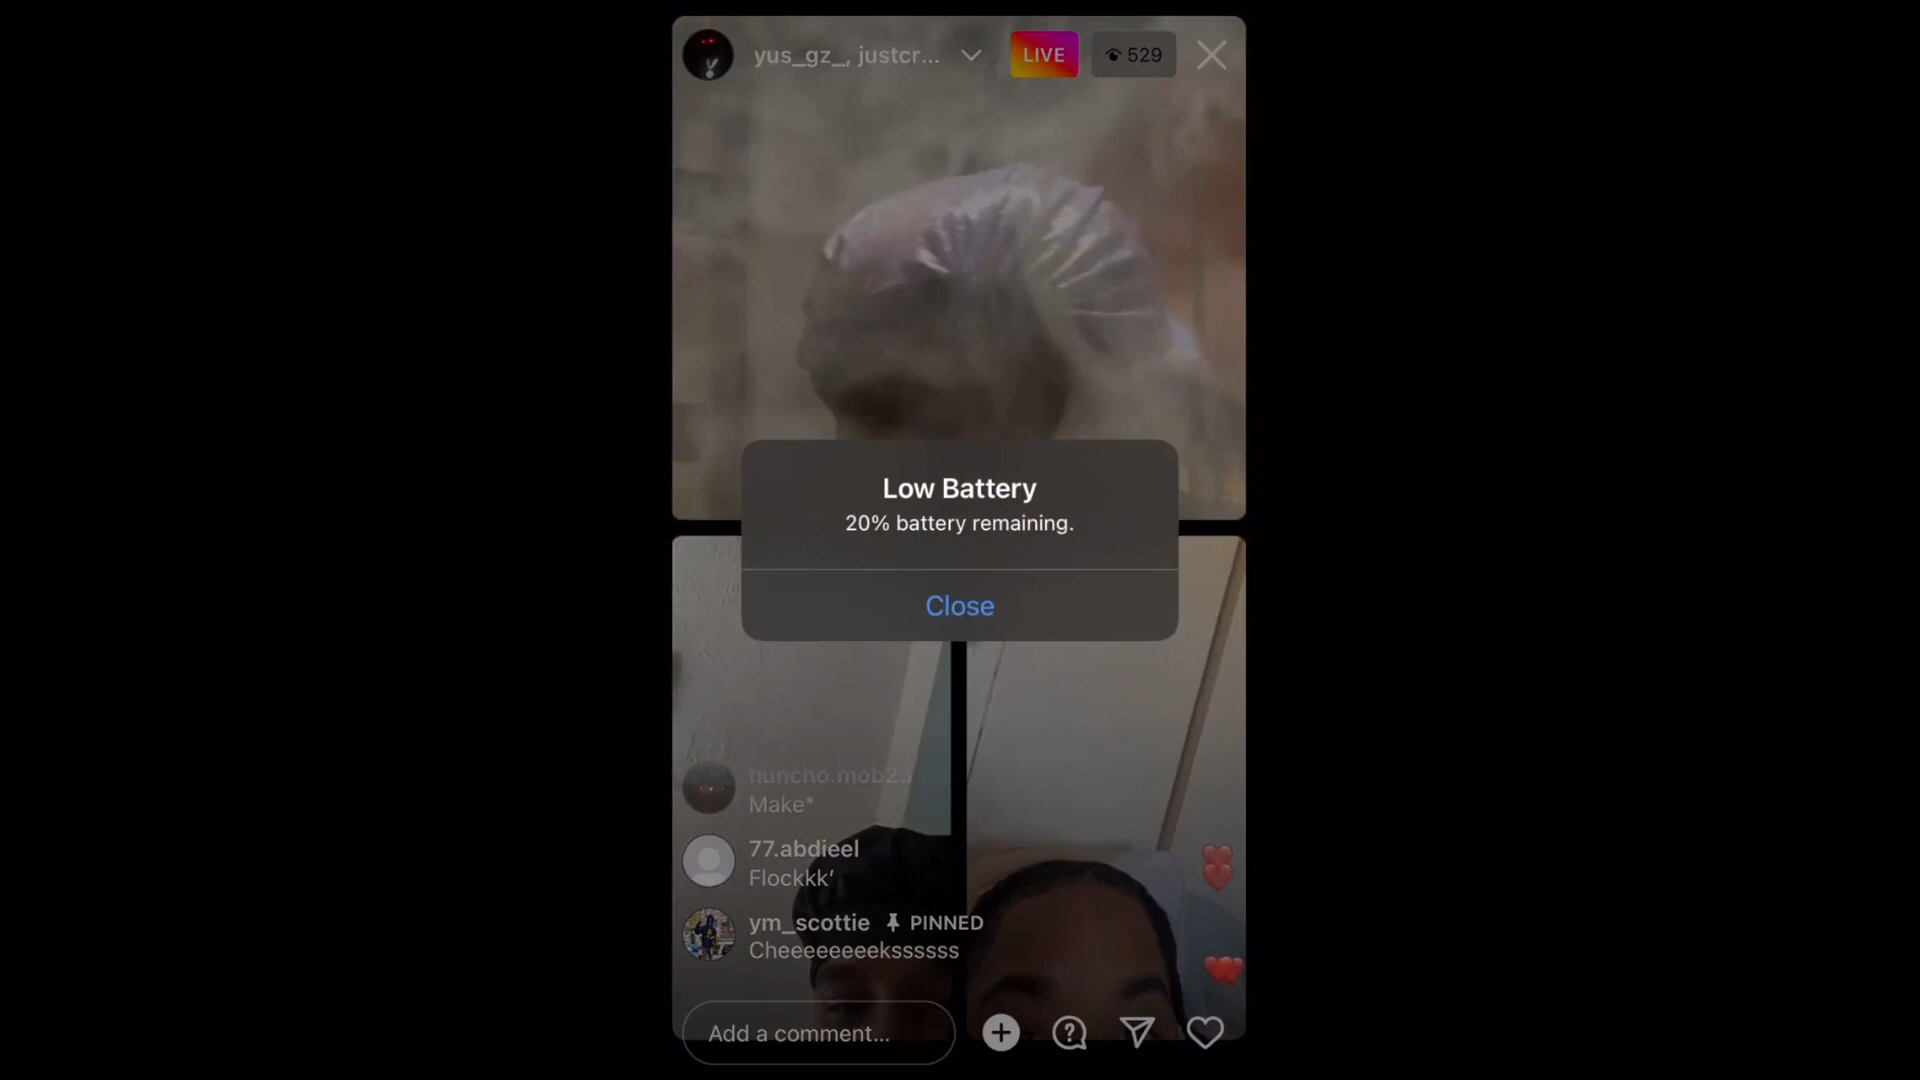 yus_gz_, justcr...
LIVE
529
Low Battery
20% battery remaining.
Close
huncho.mob23
Make*
77.abdieel
Flockkk’
ym_scottie PINNED
Cheeeeeeeekssssss
Add a comment...